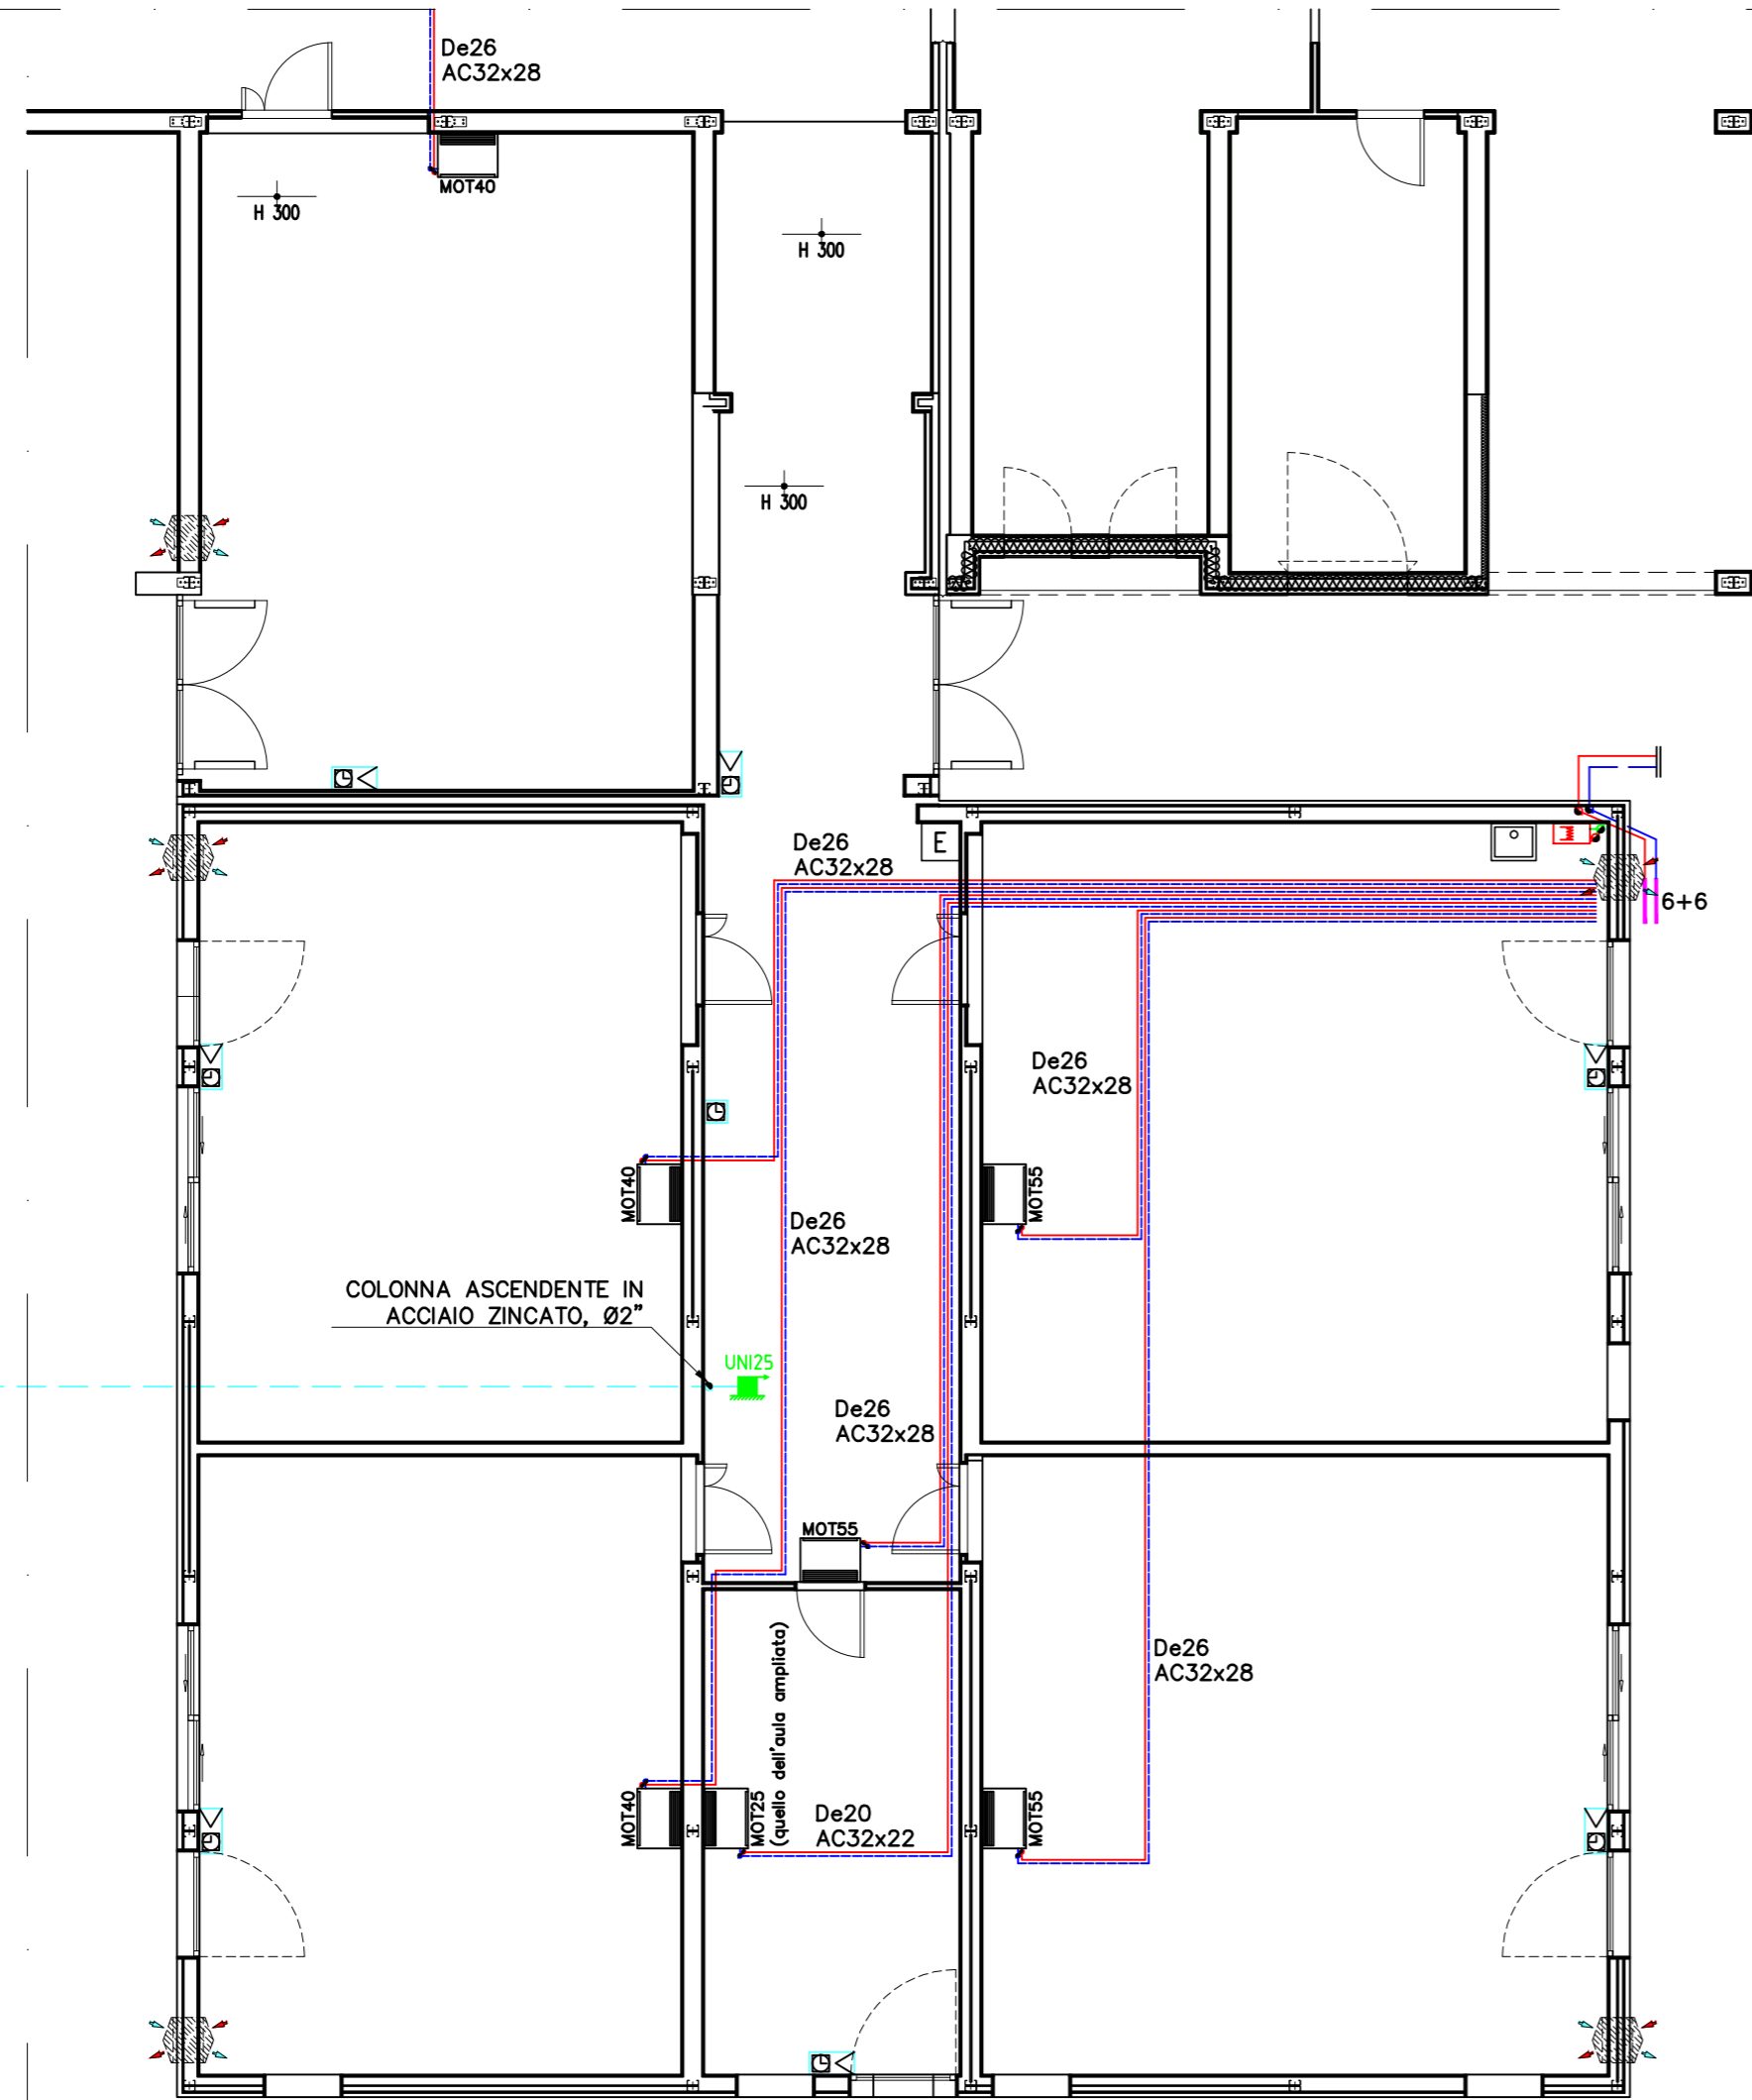 De26
AC32x28
MOT40
H 300
H 300
H 300
De26
AC32x28
E
6+6
De26
AC32x28
MOT40
MOT55
De26
AC32x28
COLONNA ASCENDENTE IN
ACCIAIO ZINCATO, Ø2”
UNI25
De26
AC32x28
MOT55
De26
AC32x28
MOT40
MOT25
(quello dell'aula ampliata)
De20
AC32x22
MOT55